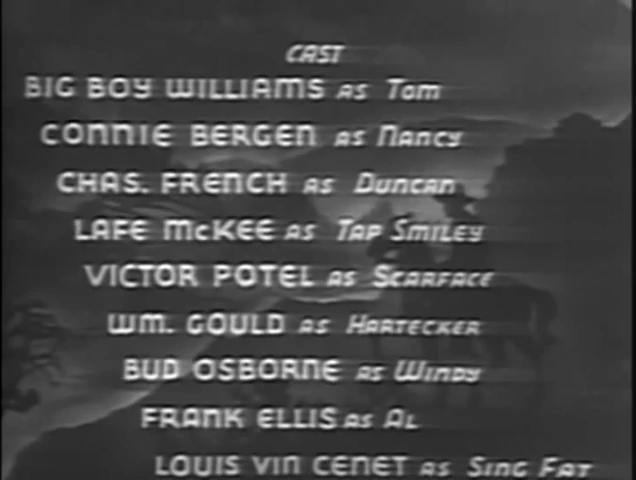 CAST
BIG BOY WILLIAMS AS Tom
CONNIE BERGEN AS NANCY
CHAS. FRENCH AS DUNCAN
LAFE McKEE AS TAP SMILEY
VICTOR POTEL AS SCARFACE
WM. GOULD AS HARTECKER
BUD OSBORNE AS WINDY
FRANK ELLIS AS AL
LOUIS VIN CENET AS SING FAT